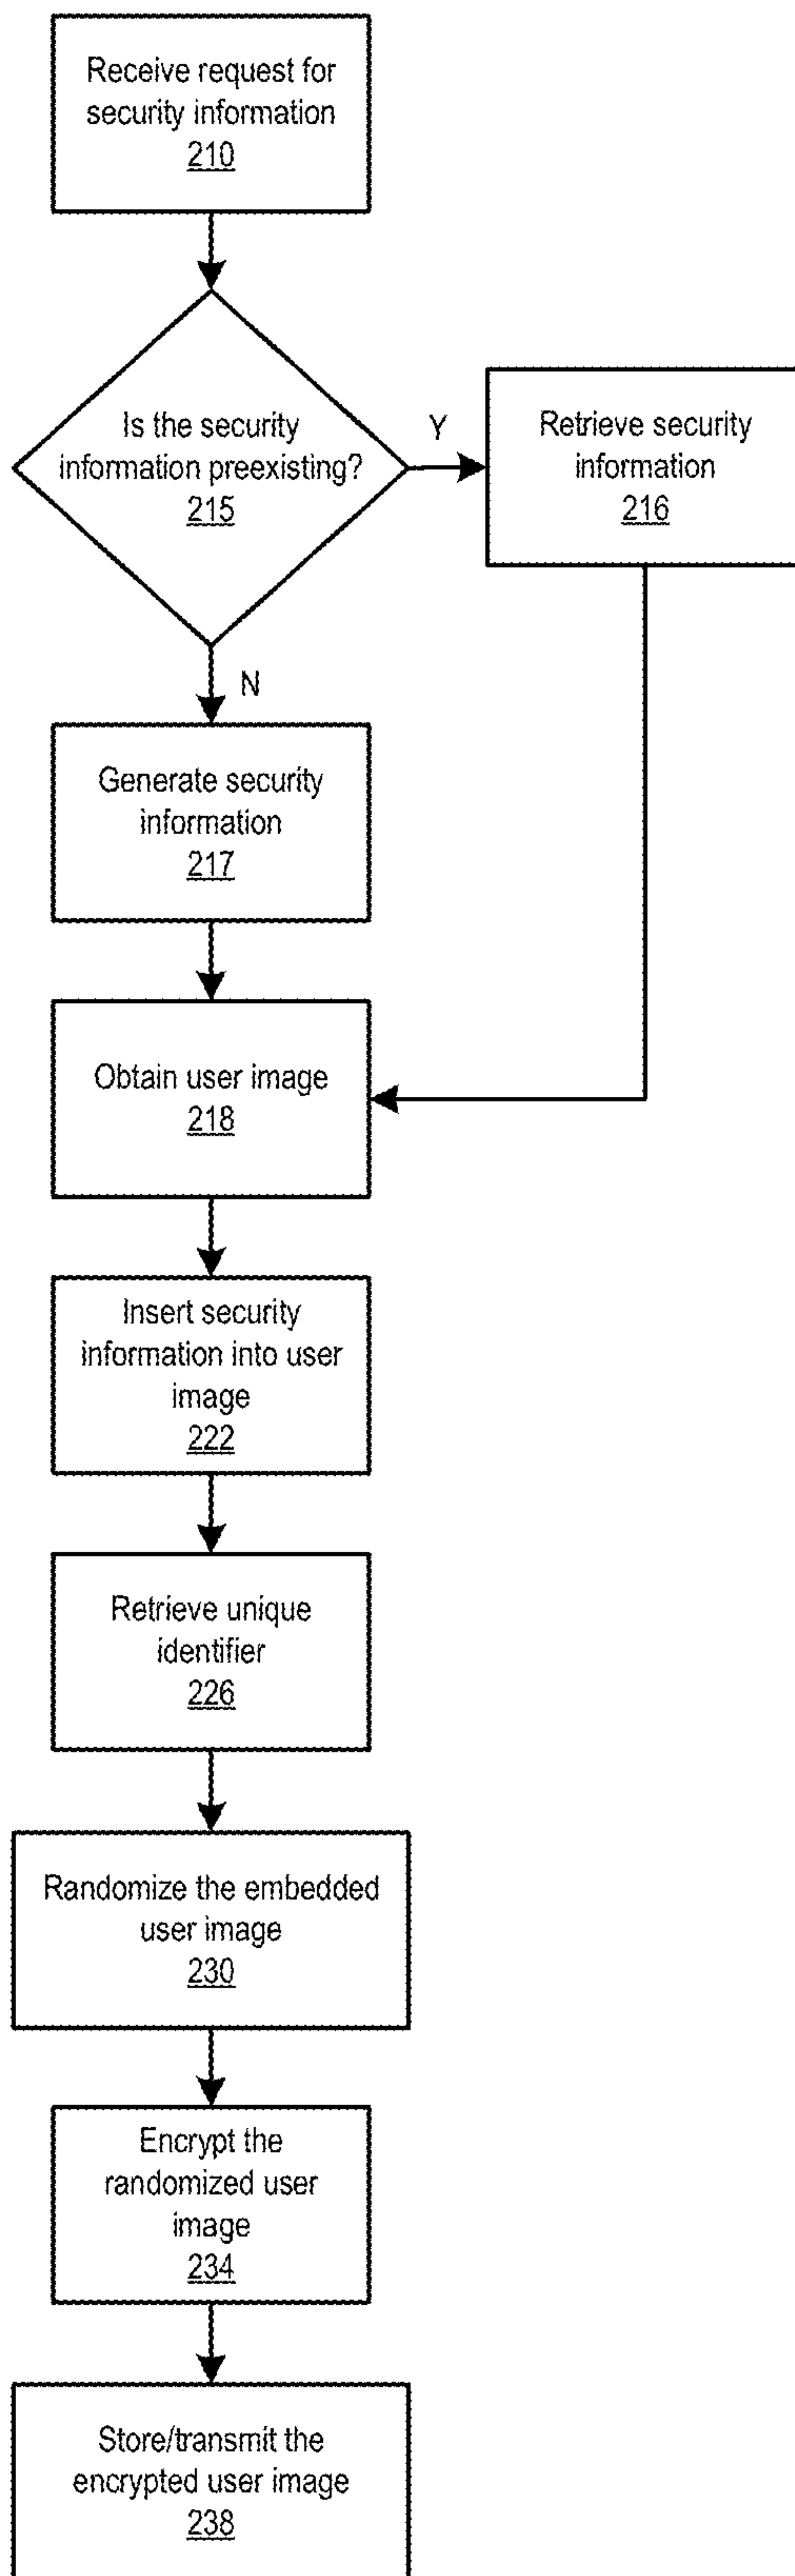 Receive request for
security information
210
Is the security
information preexisting?
215
Y
Retrieve security
information
216
N
Generate security
information
217
Obtain user image
218
Insert security
information into user
image
222
Retrieve unique
identifier
226
Randomize the embedded
user image
230
Encrypt the
randomized user
image
234
Store/transmit the
encrypted user image
238